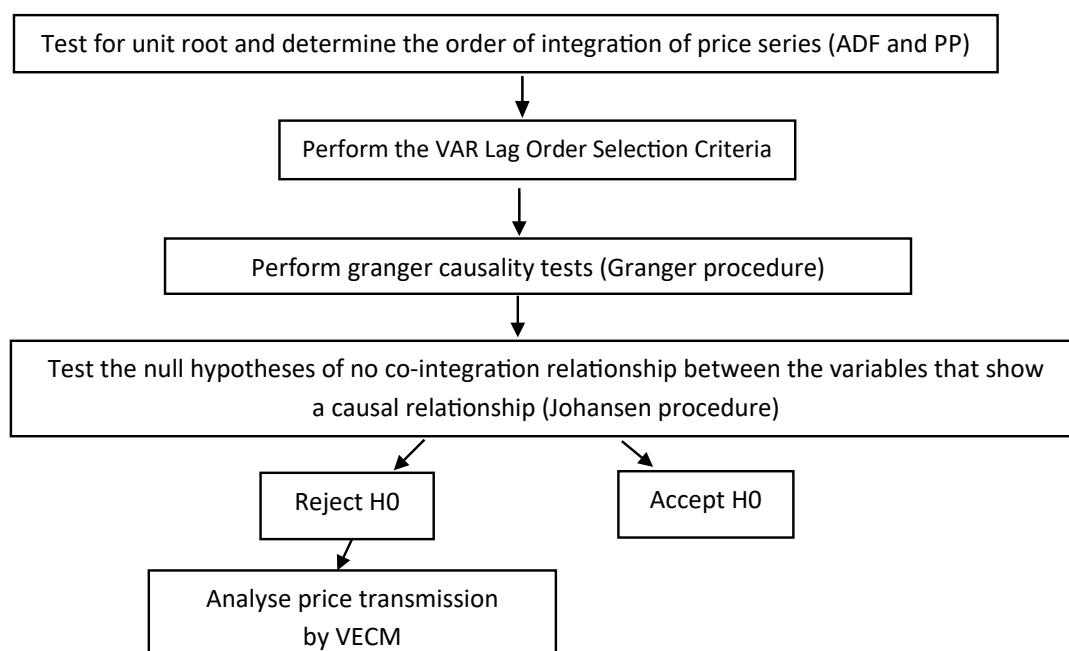 Test for unit root and determine the order of integration of price series (ADF and PP)
Perform the VAR Lag Order Selection Criteria
Perform granger causality tests (Granger procedure)
Test the null hypotheses of no co-integration relationship between the variables that show
a causal relationship (Johansen procedure)
Reject H0
Accept H0
Analyse price transmission
by VECM